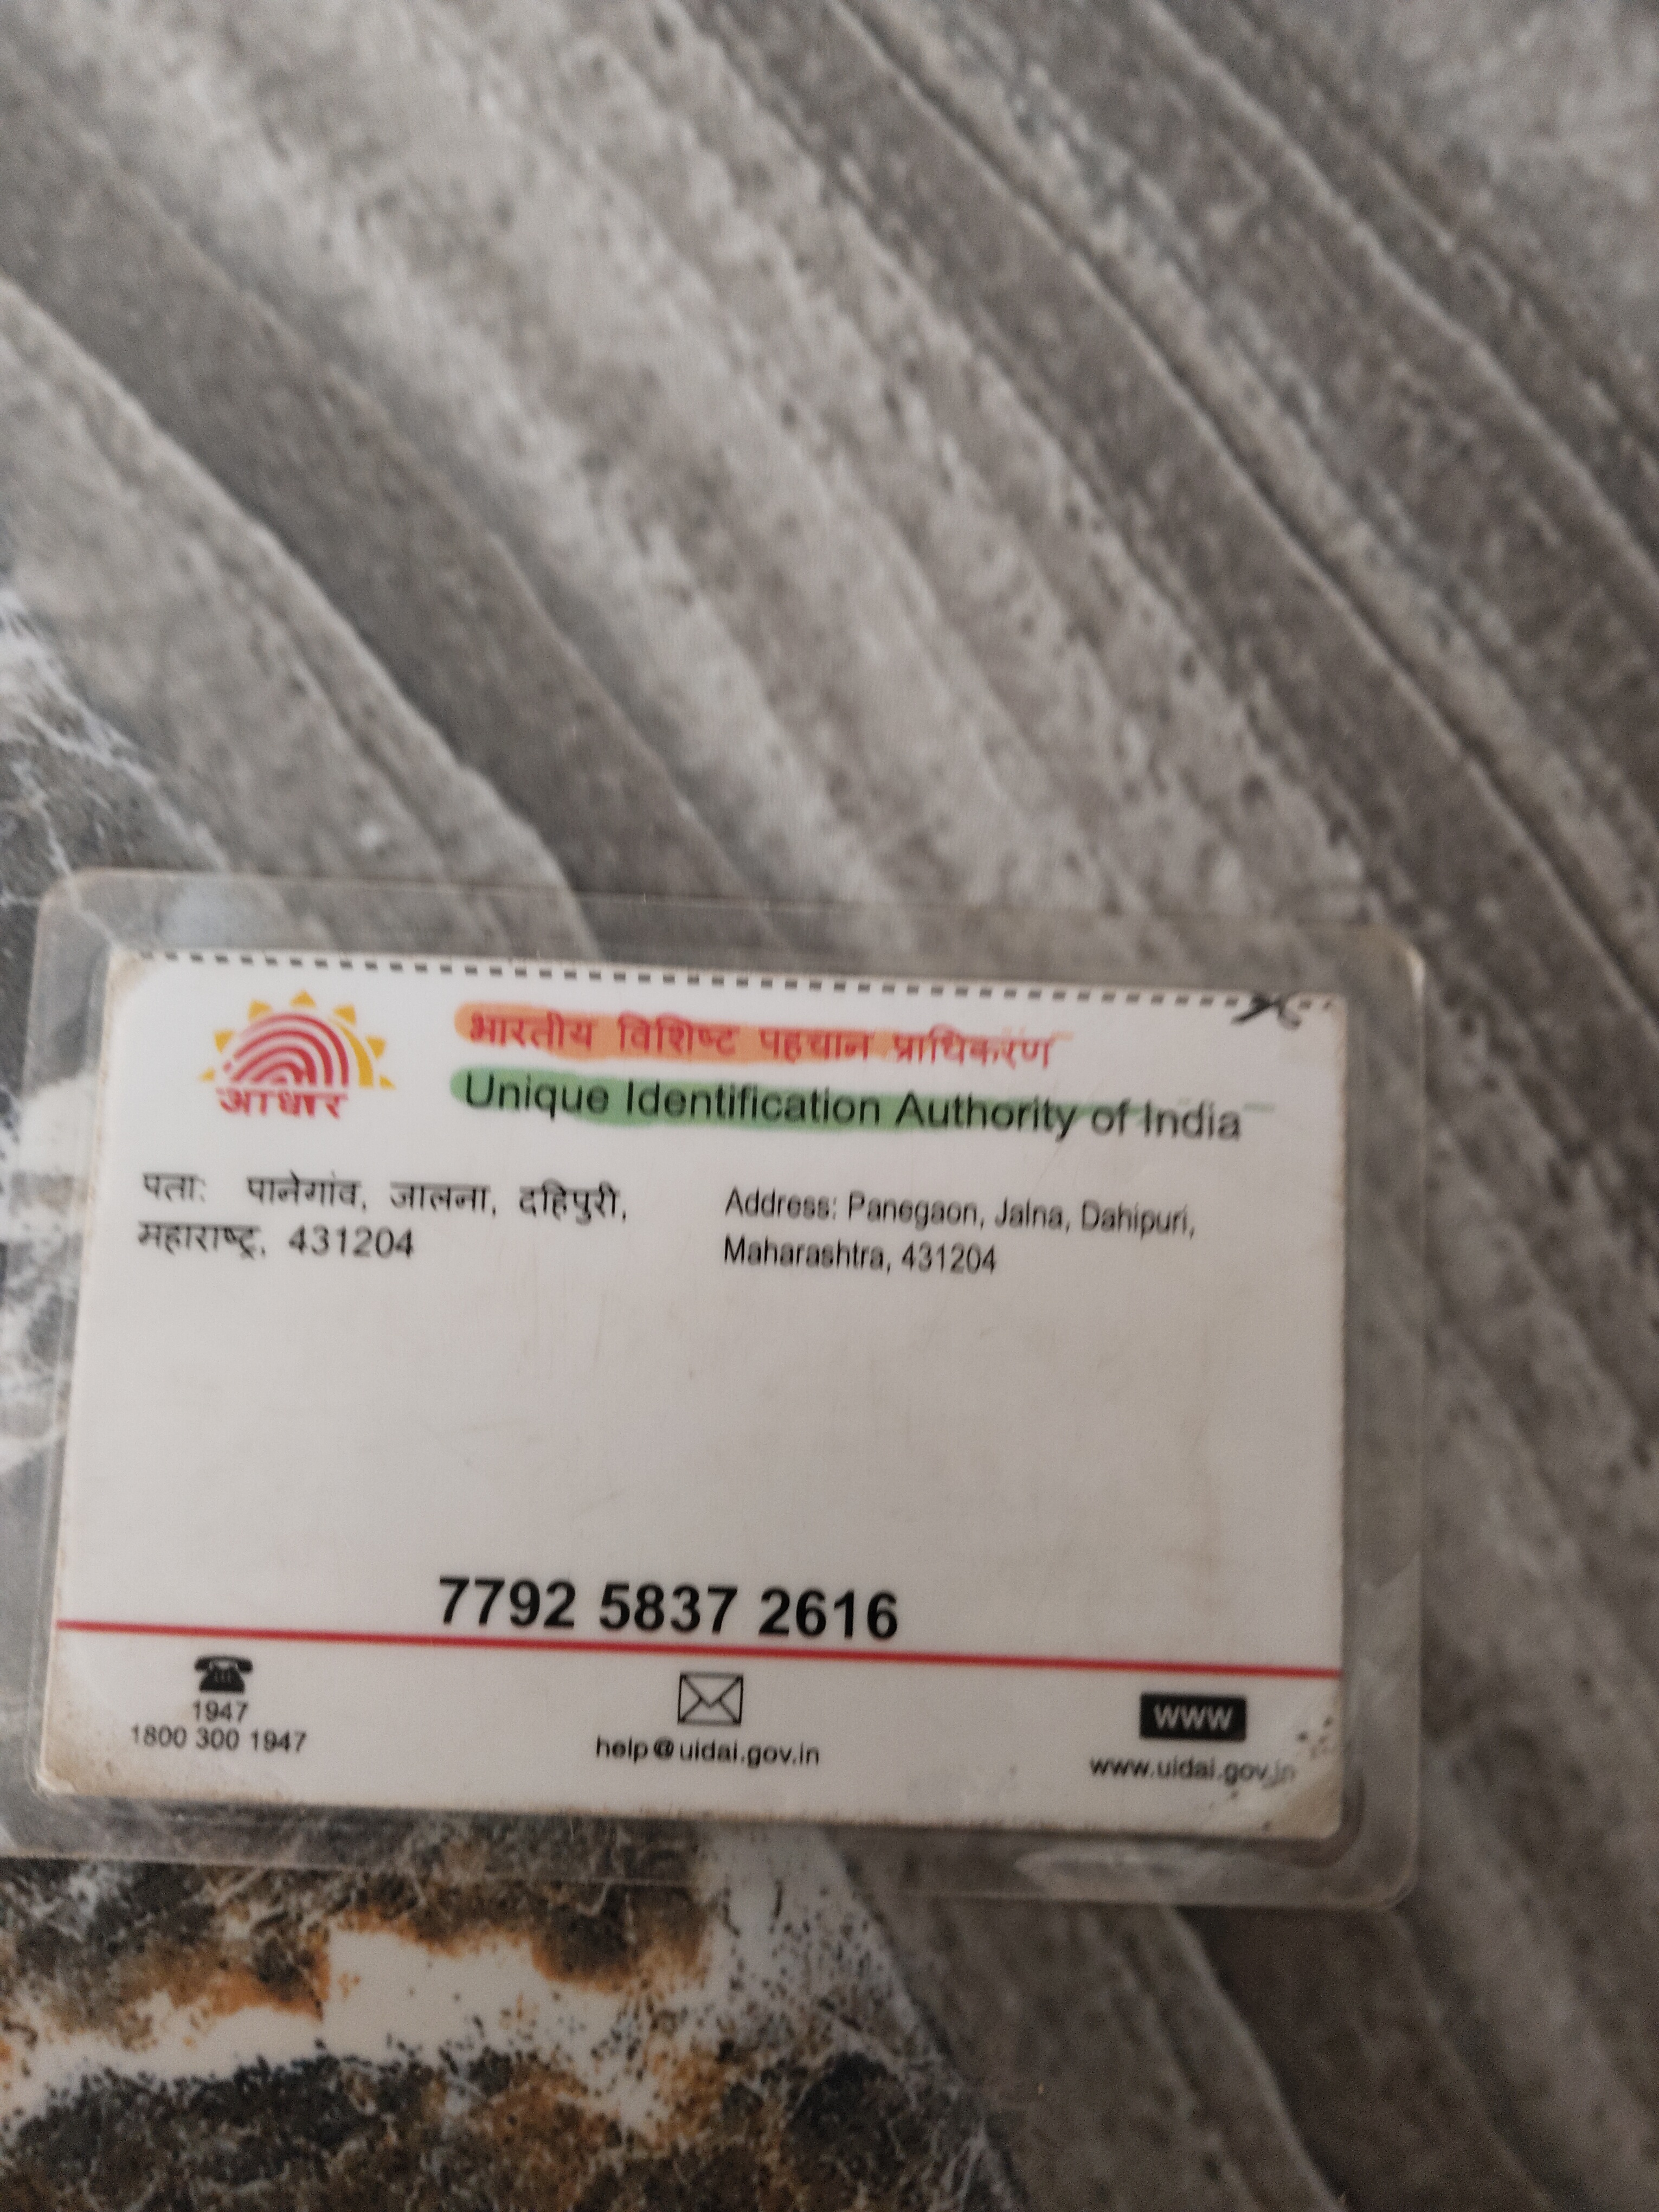 भारतीय विशिष्ट पहचान प्राधिकरण
Unique Identification Authority of India
आधार
पता: पानेगांव, जालना, दहिपुरी,
महाराष्ट्र, 431204
Address: Panegaon, Jalna, Dahipuri,
Maharashtra, 431204
7792 5837 2616
1947
1800 300 1947
help@uidai.gov.in
WWW
www.uidai.gov.in